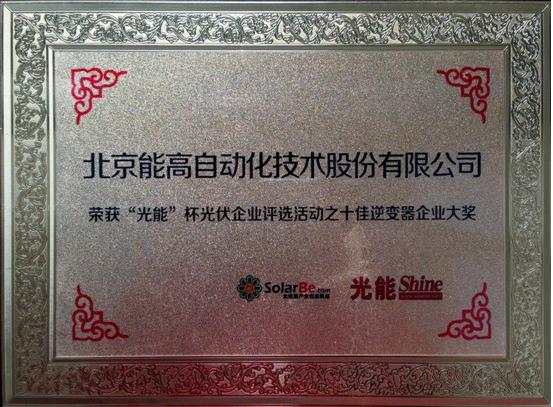 北京能高自动化技术股份有限公司
荣获“光能”杯光伏企业评选活动之十佳逆变器企业大奖
SolarBe.com
光能 Shine